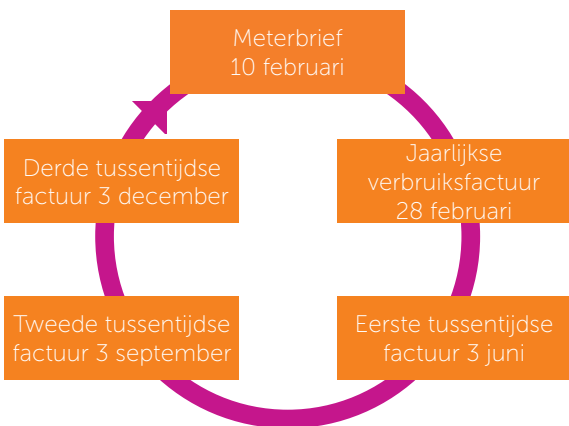 Meterbrief
10 februari
Jaarlijkse
verbruiksfactuur
28 februari
Eerste tussentijdse
factuur 3 juni
Tweede tussentijdse
factuur 3 september
Derde tussentijdse
factuur 3 december